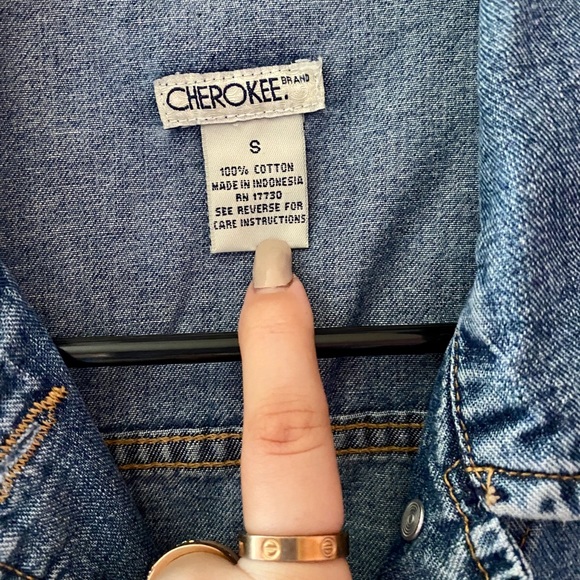 CHEROKEE. BRAND
S
100% COTTON
MADE IN INDONESIA
RN 17730
SEE REVERSE FOR
CARE INSTRUCTIONS